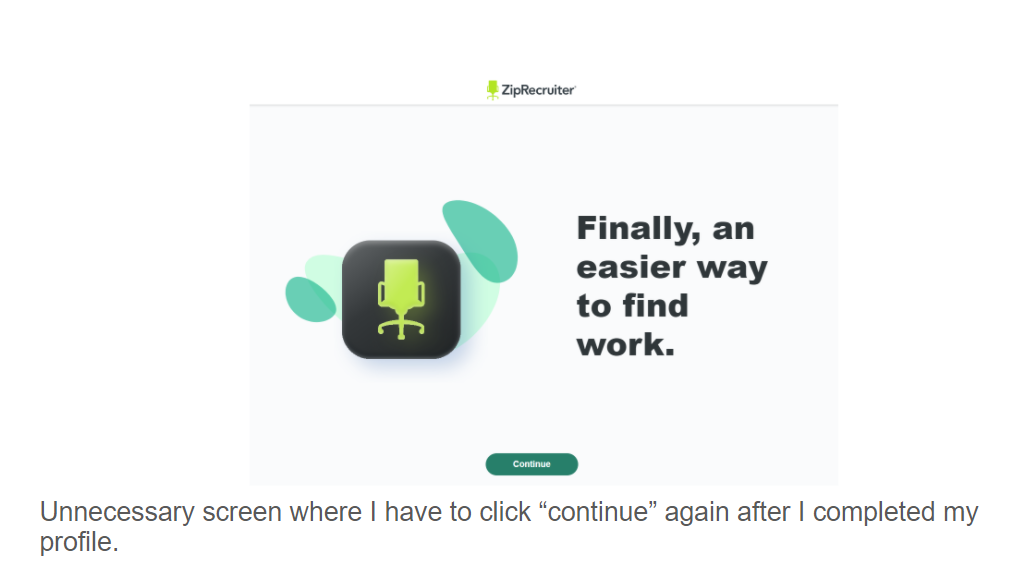 ZipRecruiter
Finally, an
easier way
to find
work.
Continue
Unnecessary screen where I have to click “continue” again after I completed my
profile.